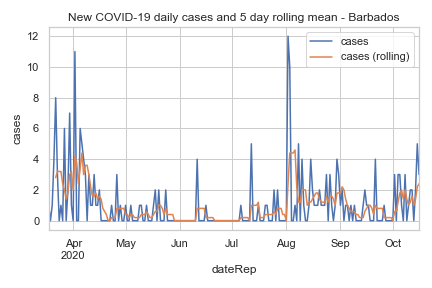 New COVID-19 daily cases and 5 day rolling mean - Barbados
cases
cases (rolling)
12
10
8
6
4
2
0
cases
Apr May Jun Jul Aug Sep Oct
2020
dateRep